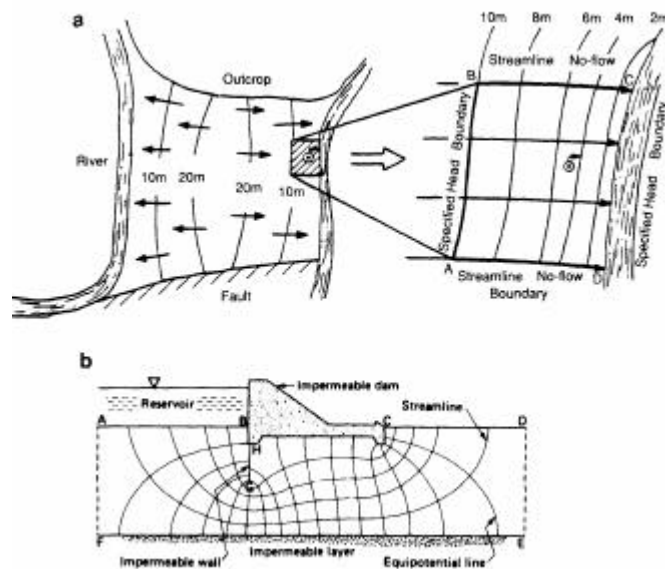 a
10m 8m 6m 4m 2m
B Streamline No-flow C
Outcrop
River
10m 20m 20m 10m
Specified Head Boundary
Specified Head Boundary
A Streamline No-flow D
Boundary
Fault
b
Impermeable dam
Reservoir
Streamline
A B C D
H
G
F E
Impermeable wall
Impermeable layer
Equipotential line